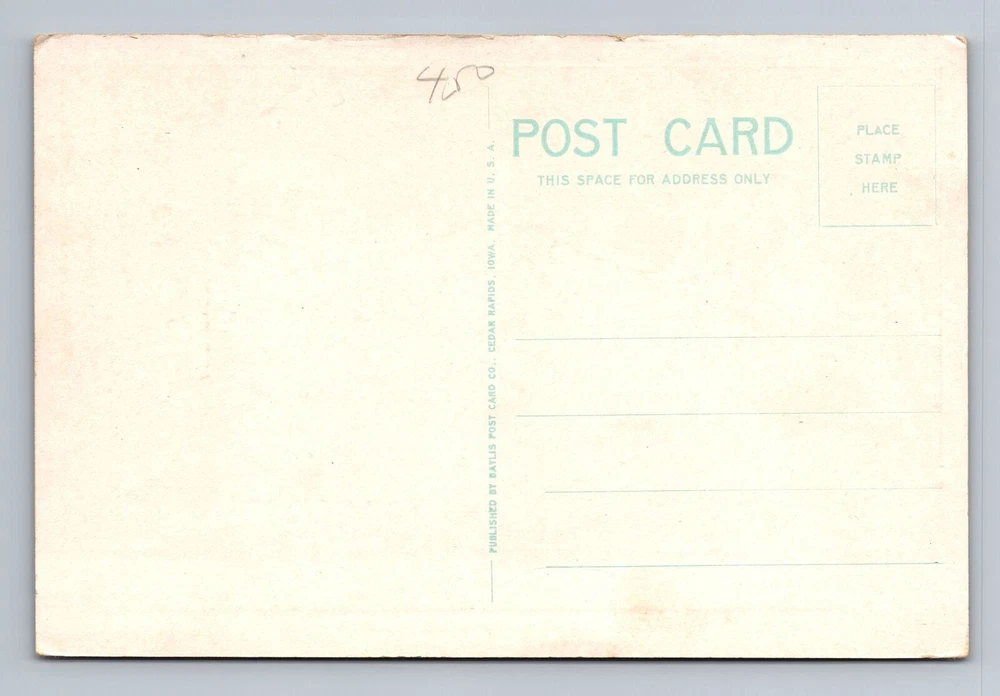 450
POST CARD
THIS SPACE FOR ADDRESS ONLY
PLACE
STAMP
HERE
PUBLISHED BY BAYLIS POST CARD CO., CEDAR RAPIDS, IOWA. MADE IN U. S. A.